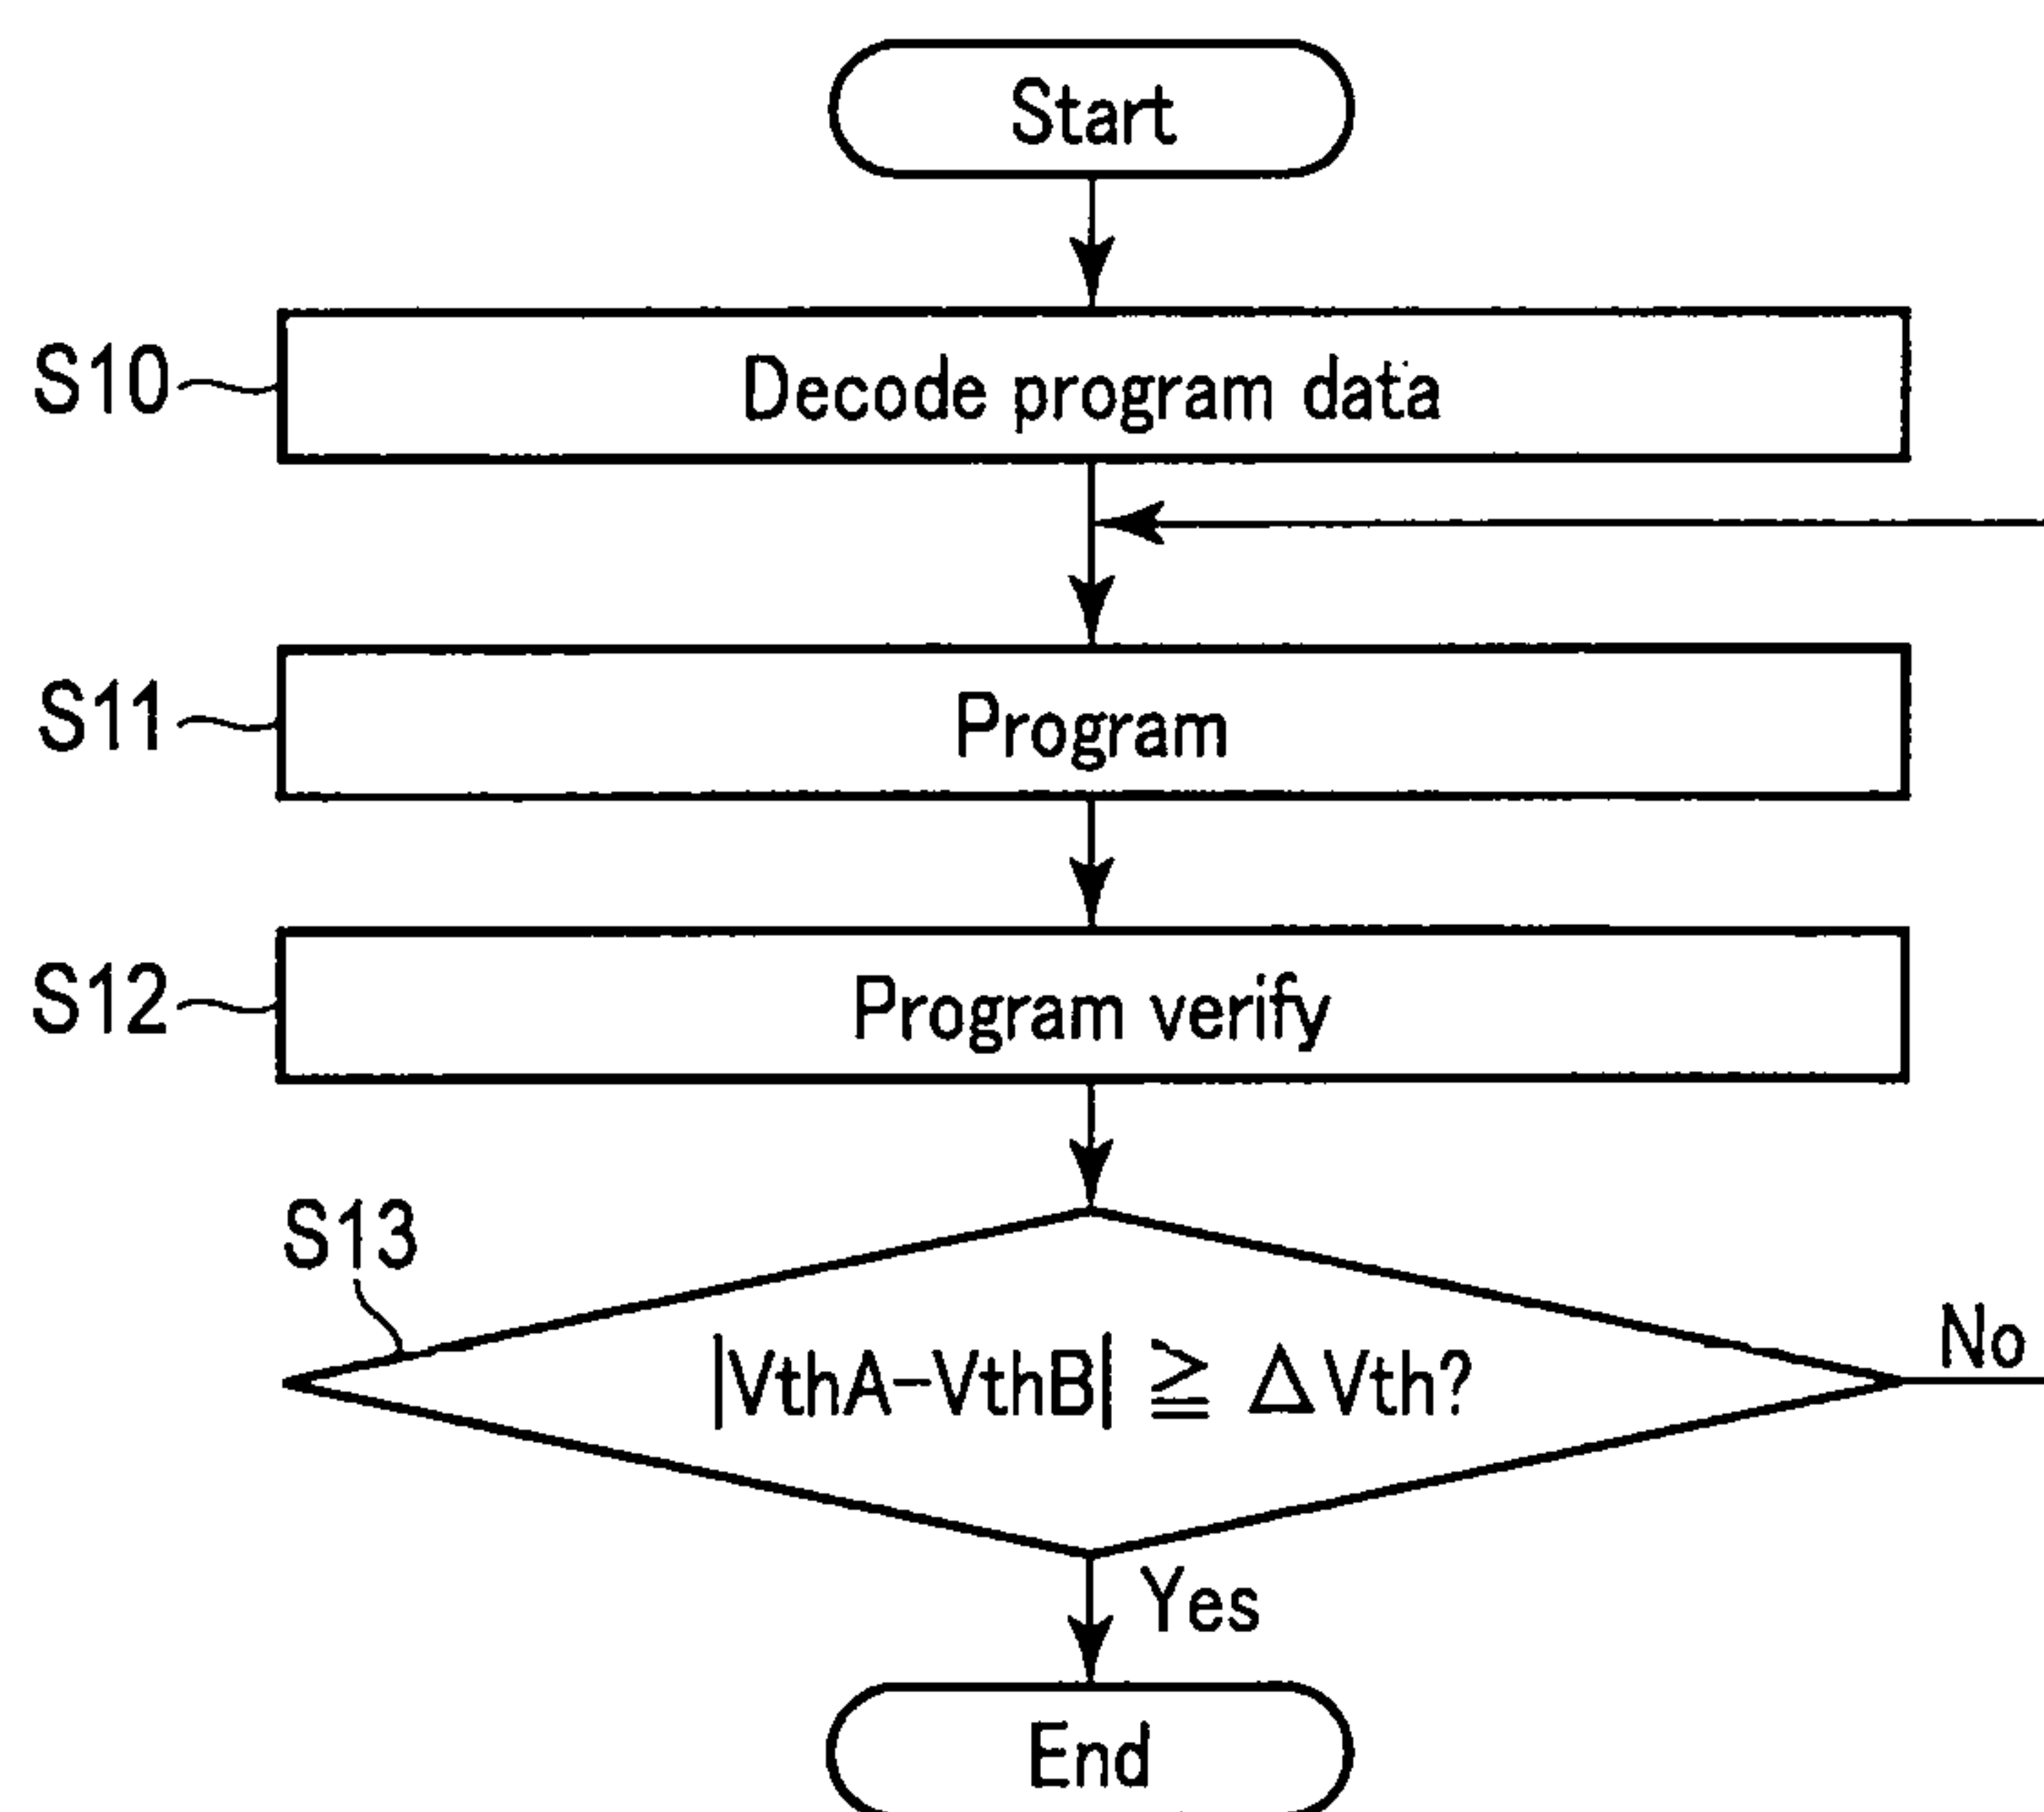 Start
S10
Decode program data
S11
Program
S12
Program verify
S13
|VthA-VthB| ≧ ΔVth?
No
Yes
End